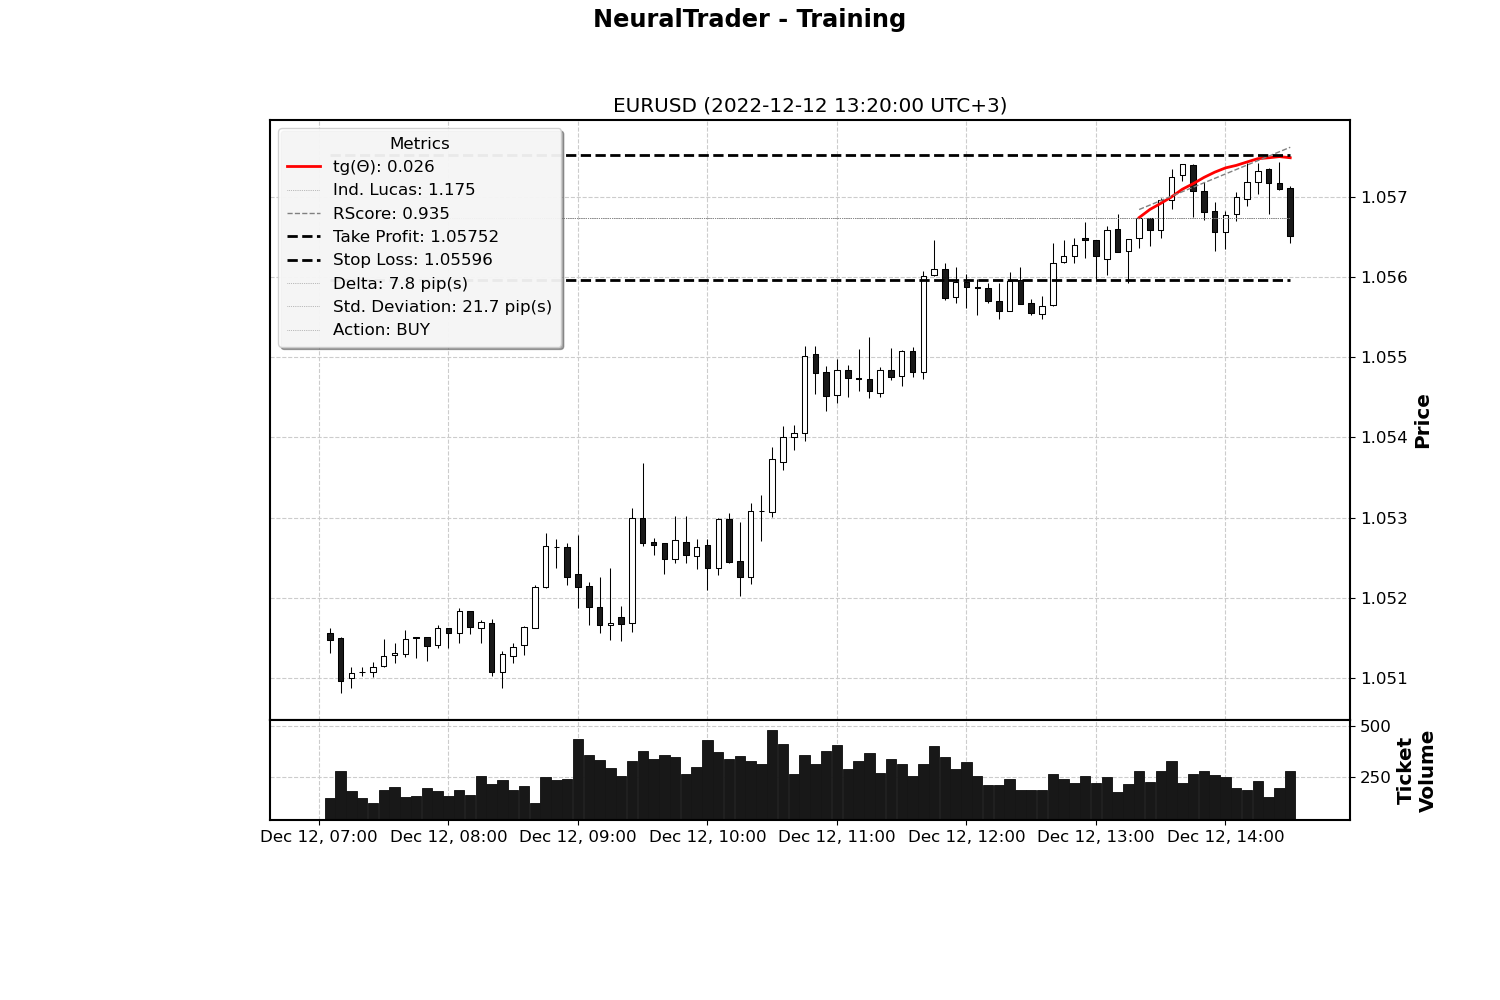 NeuralTrader - Training
EURUSD (2022-12-12 13:20:00 UTC+3)
Metrics
tg(Θ): 0.026
Ind. Lucas: 1.175
RScore: 0.935
Take Profit: 1.05752
Stop Loss: 1.05596
Delta: 7.8 pip(s)
Std. Deviation: 21.7 pip(s)
Action: BUY
1.057
1.056
1.055
1.054
1.053
1.052
1.051
Price
500
250
Ticket
Volume
Dec 12, 07:00 Dec 12, 08:00 Dec 12, 09:00 Dec 12, 10:00 Dec 12, 11:00 Dec 12, 12:00 Dec 12, 13:00 Dec 12, 14:00